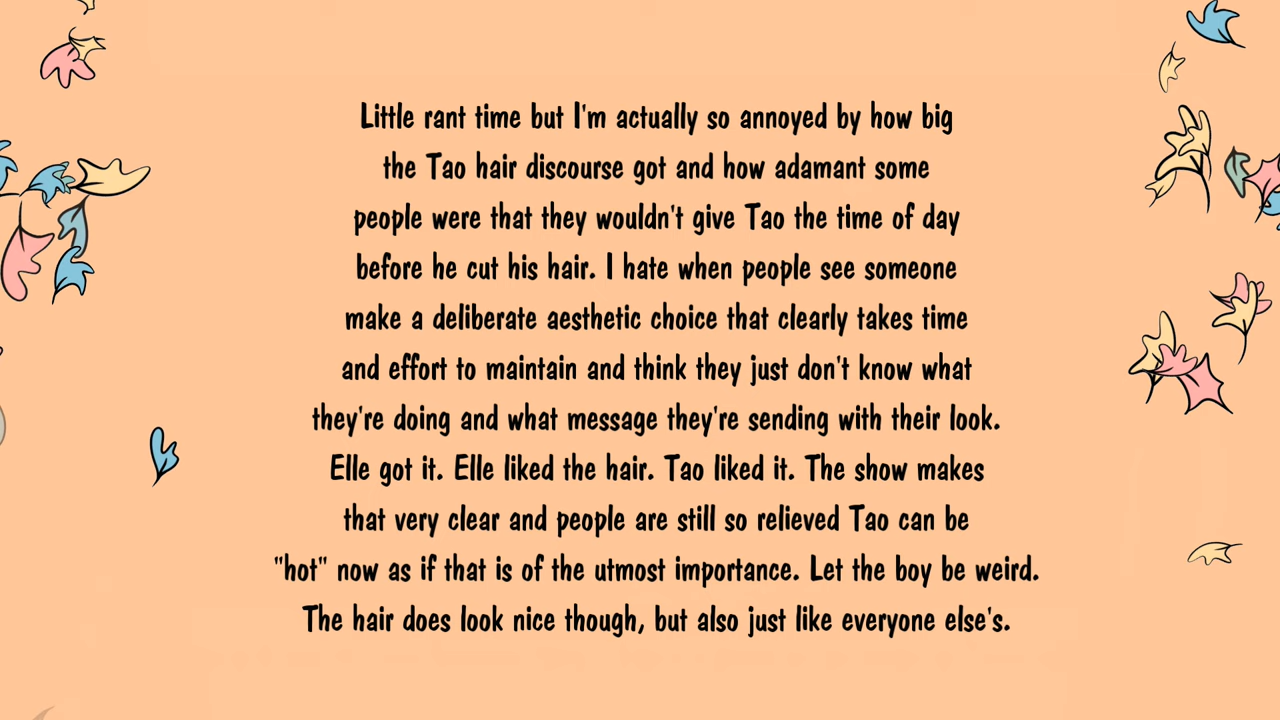 Little rant time but I'm actually so annoyed by how big
the Tao hair discourse got and how adamant some
people were that they wouldn't give Tao the time of day
before he cut his hair. I hate when people see someone
make a deliberate aesthetic choice that clearly takes time
and effort to maintain and think they just don't know what
they're doing and what message they're sending with their look.
Elle got it. Elle liked the hair. Tao liked it. The show makes
that very clear and people are still so relieved Tao can be
"hot" now as if that is of the utmost importance. Let the boy be weird.
The hair does look nice though, but also just like everyone else's.